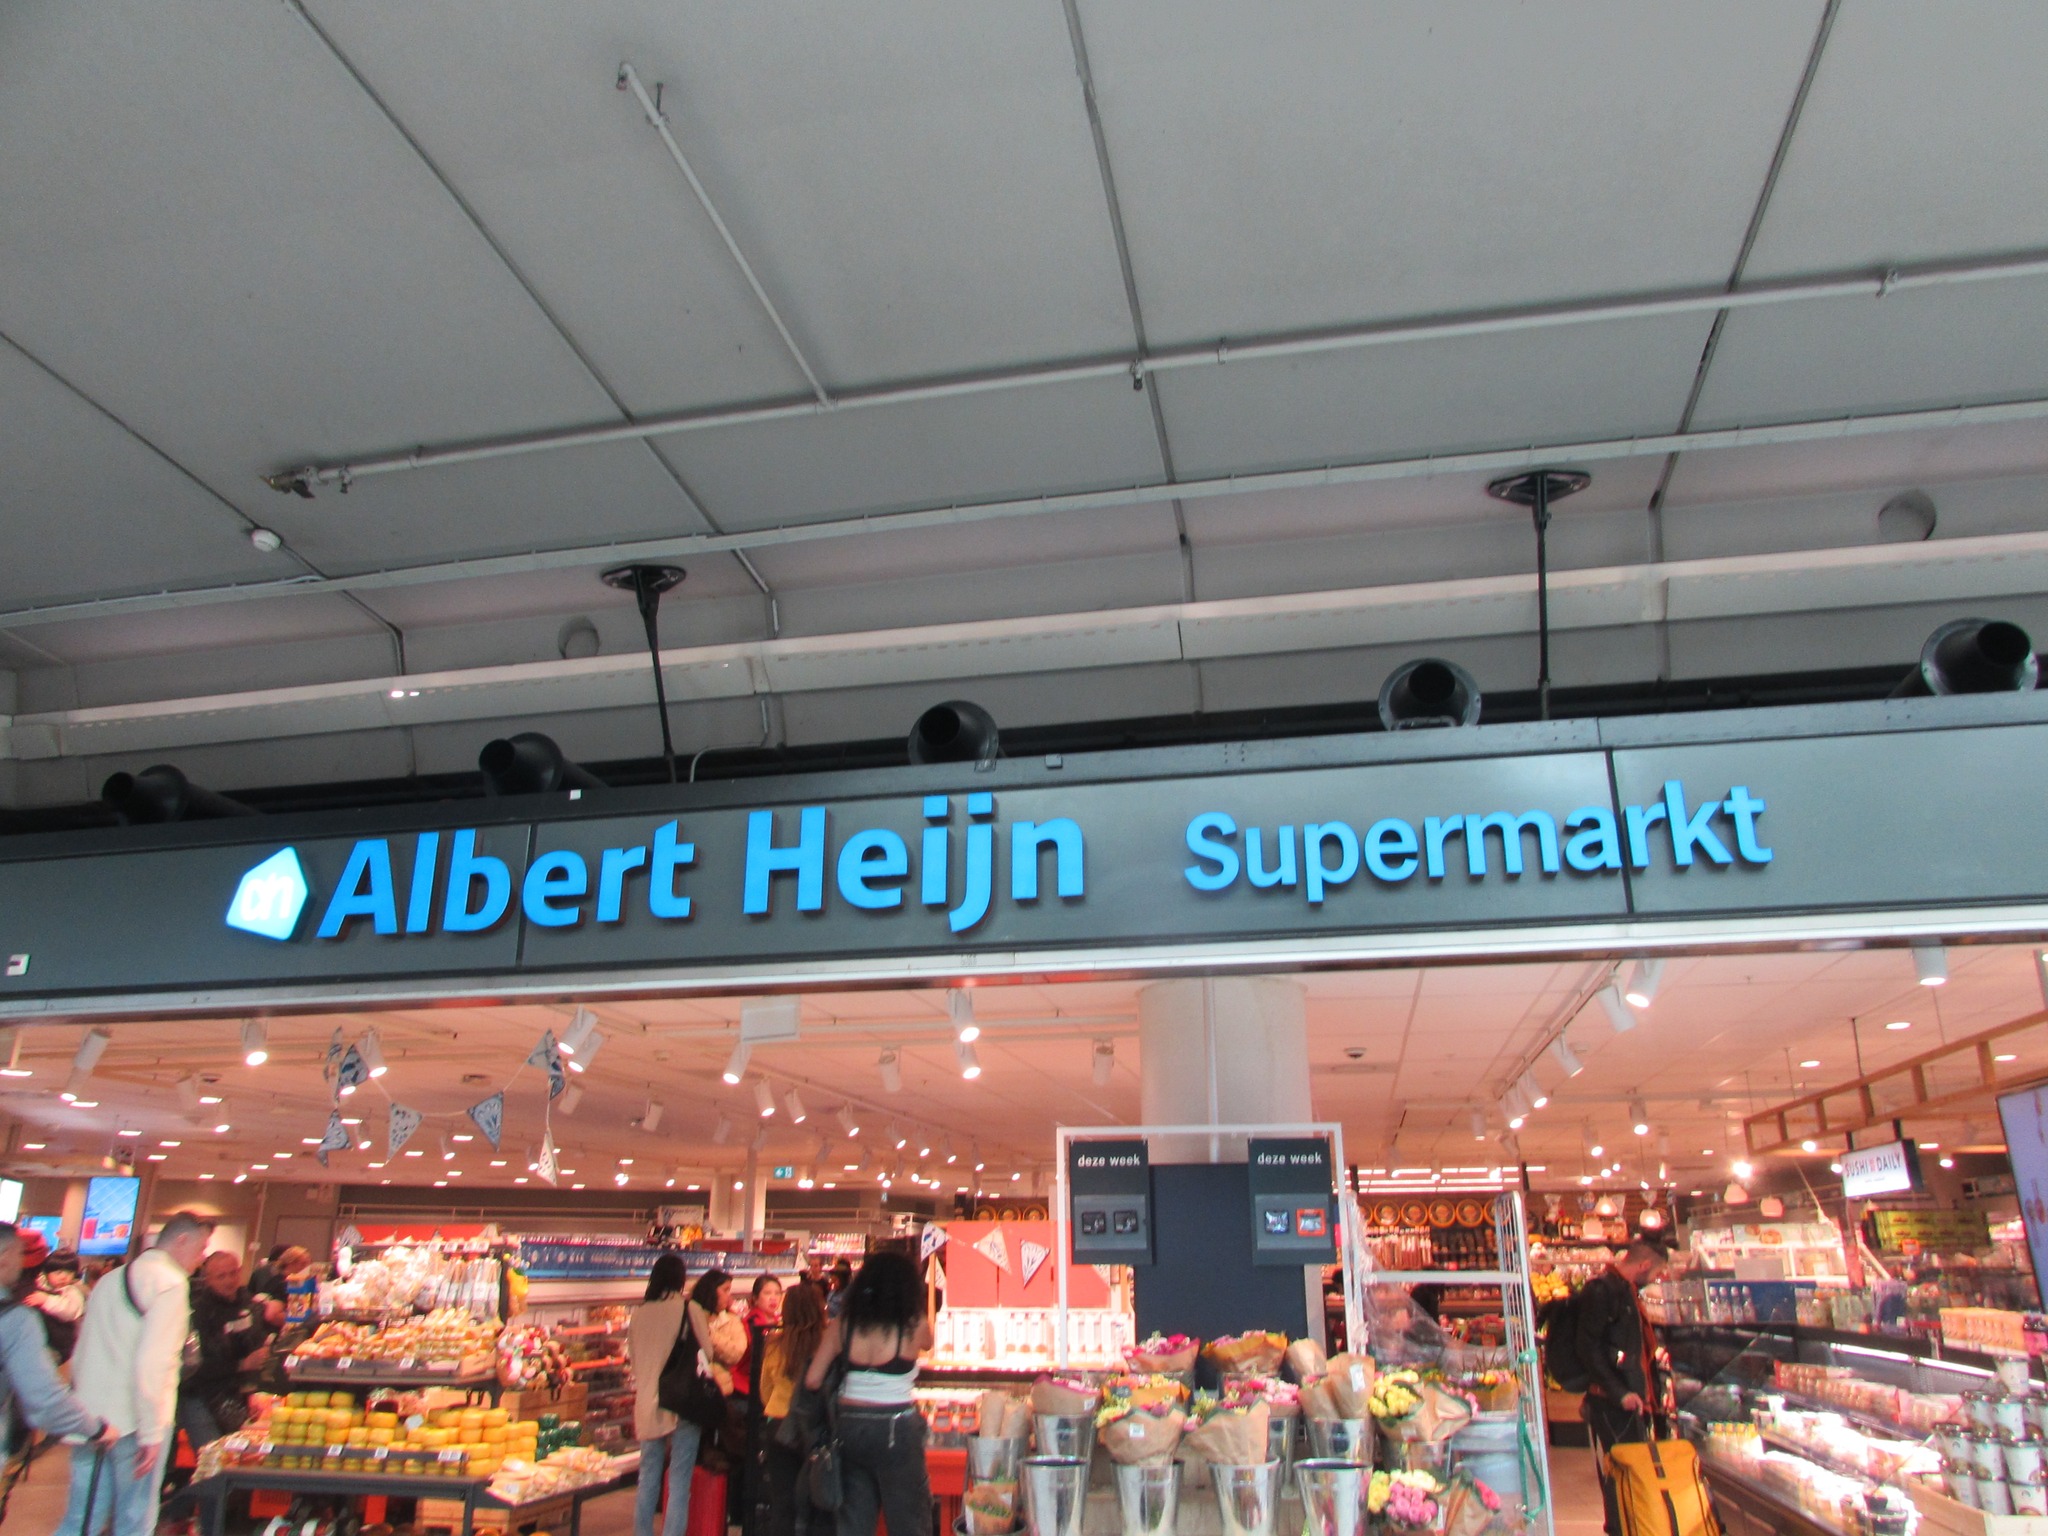 ah Albert Heijn Supermarkt
deze week
deze week
SUSHI DAILY